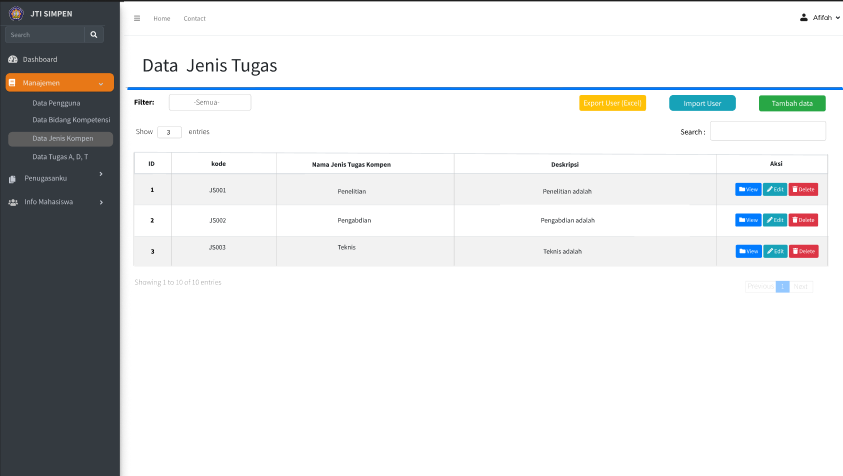 JTI SIMPEN
Home Contact
Afifah
Search
Dashboard
Manajemen
Data Pengguna
Data Bidang Kompetensi
Data Jenis Kompen
Data Tugas A, D, T
Penugasanku
Info Mahasiswa
Data Jenis Tugas
Filter: -Semua- Export User (Excel) Import User Tambah data
Show 3 entries Search :
ID kode Nama Jenis Tugas Kompen Deskripsi Aksi
1 JS001 Penelitian Penelitian adalah View Edit Delete
2 JS002 Pengabdian Pengabdian adalah View Edit Delete
3 JS003 Teknis Teknis adalah View Edit Delete
Showing 1 to 10 of 10 entries Previous 1 Next